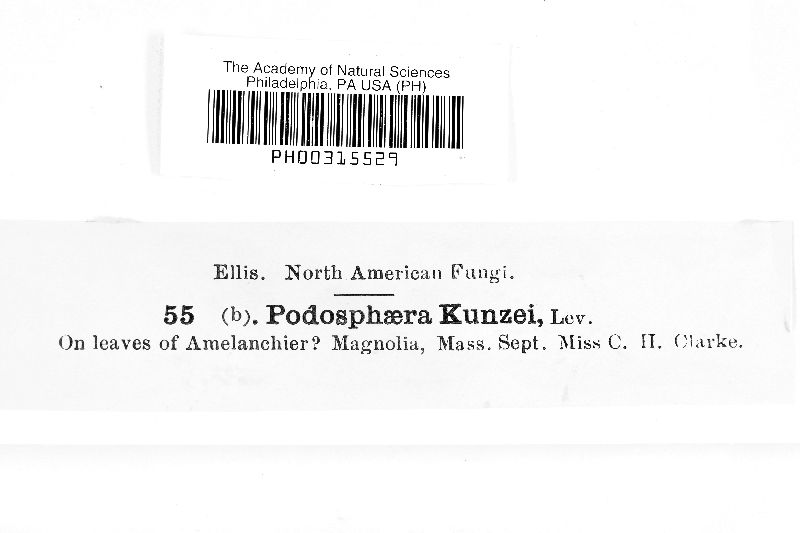 The Academy of Natural Sciences
Philadelphia, PA USA (PH)
PH00315529
Ellis. North American Fungi.
55 (b). Podosphæra Kunzei, Lev.
On leaves of Amelanchier? Magnolia, Mass. Sept. Miss C. H. Clarke.